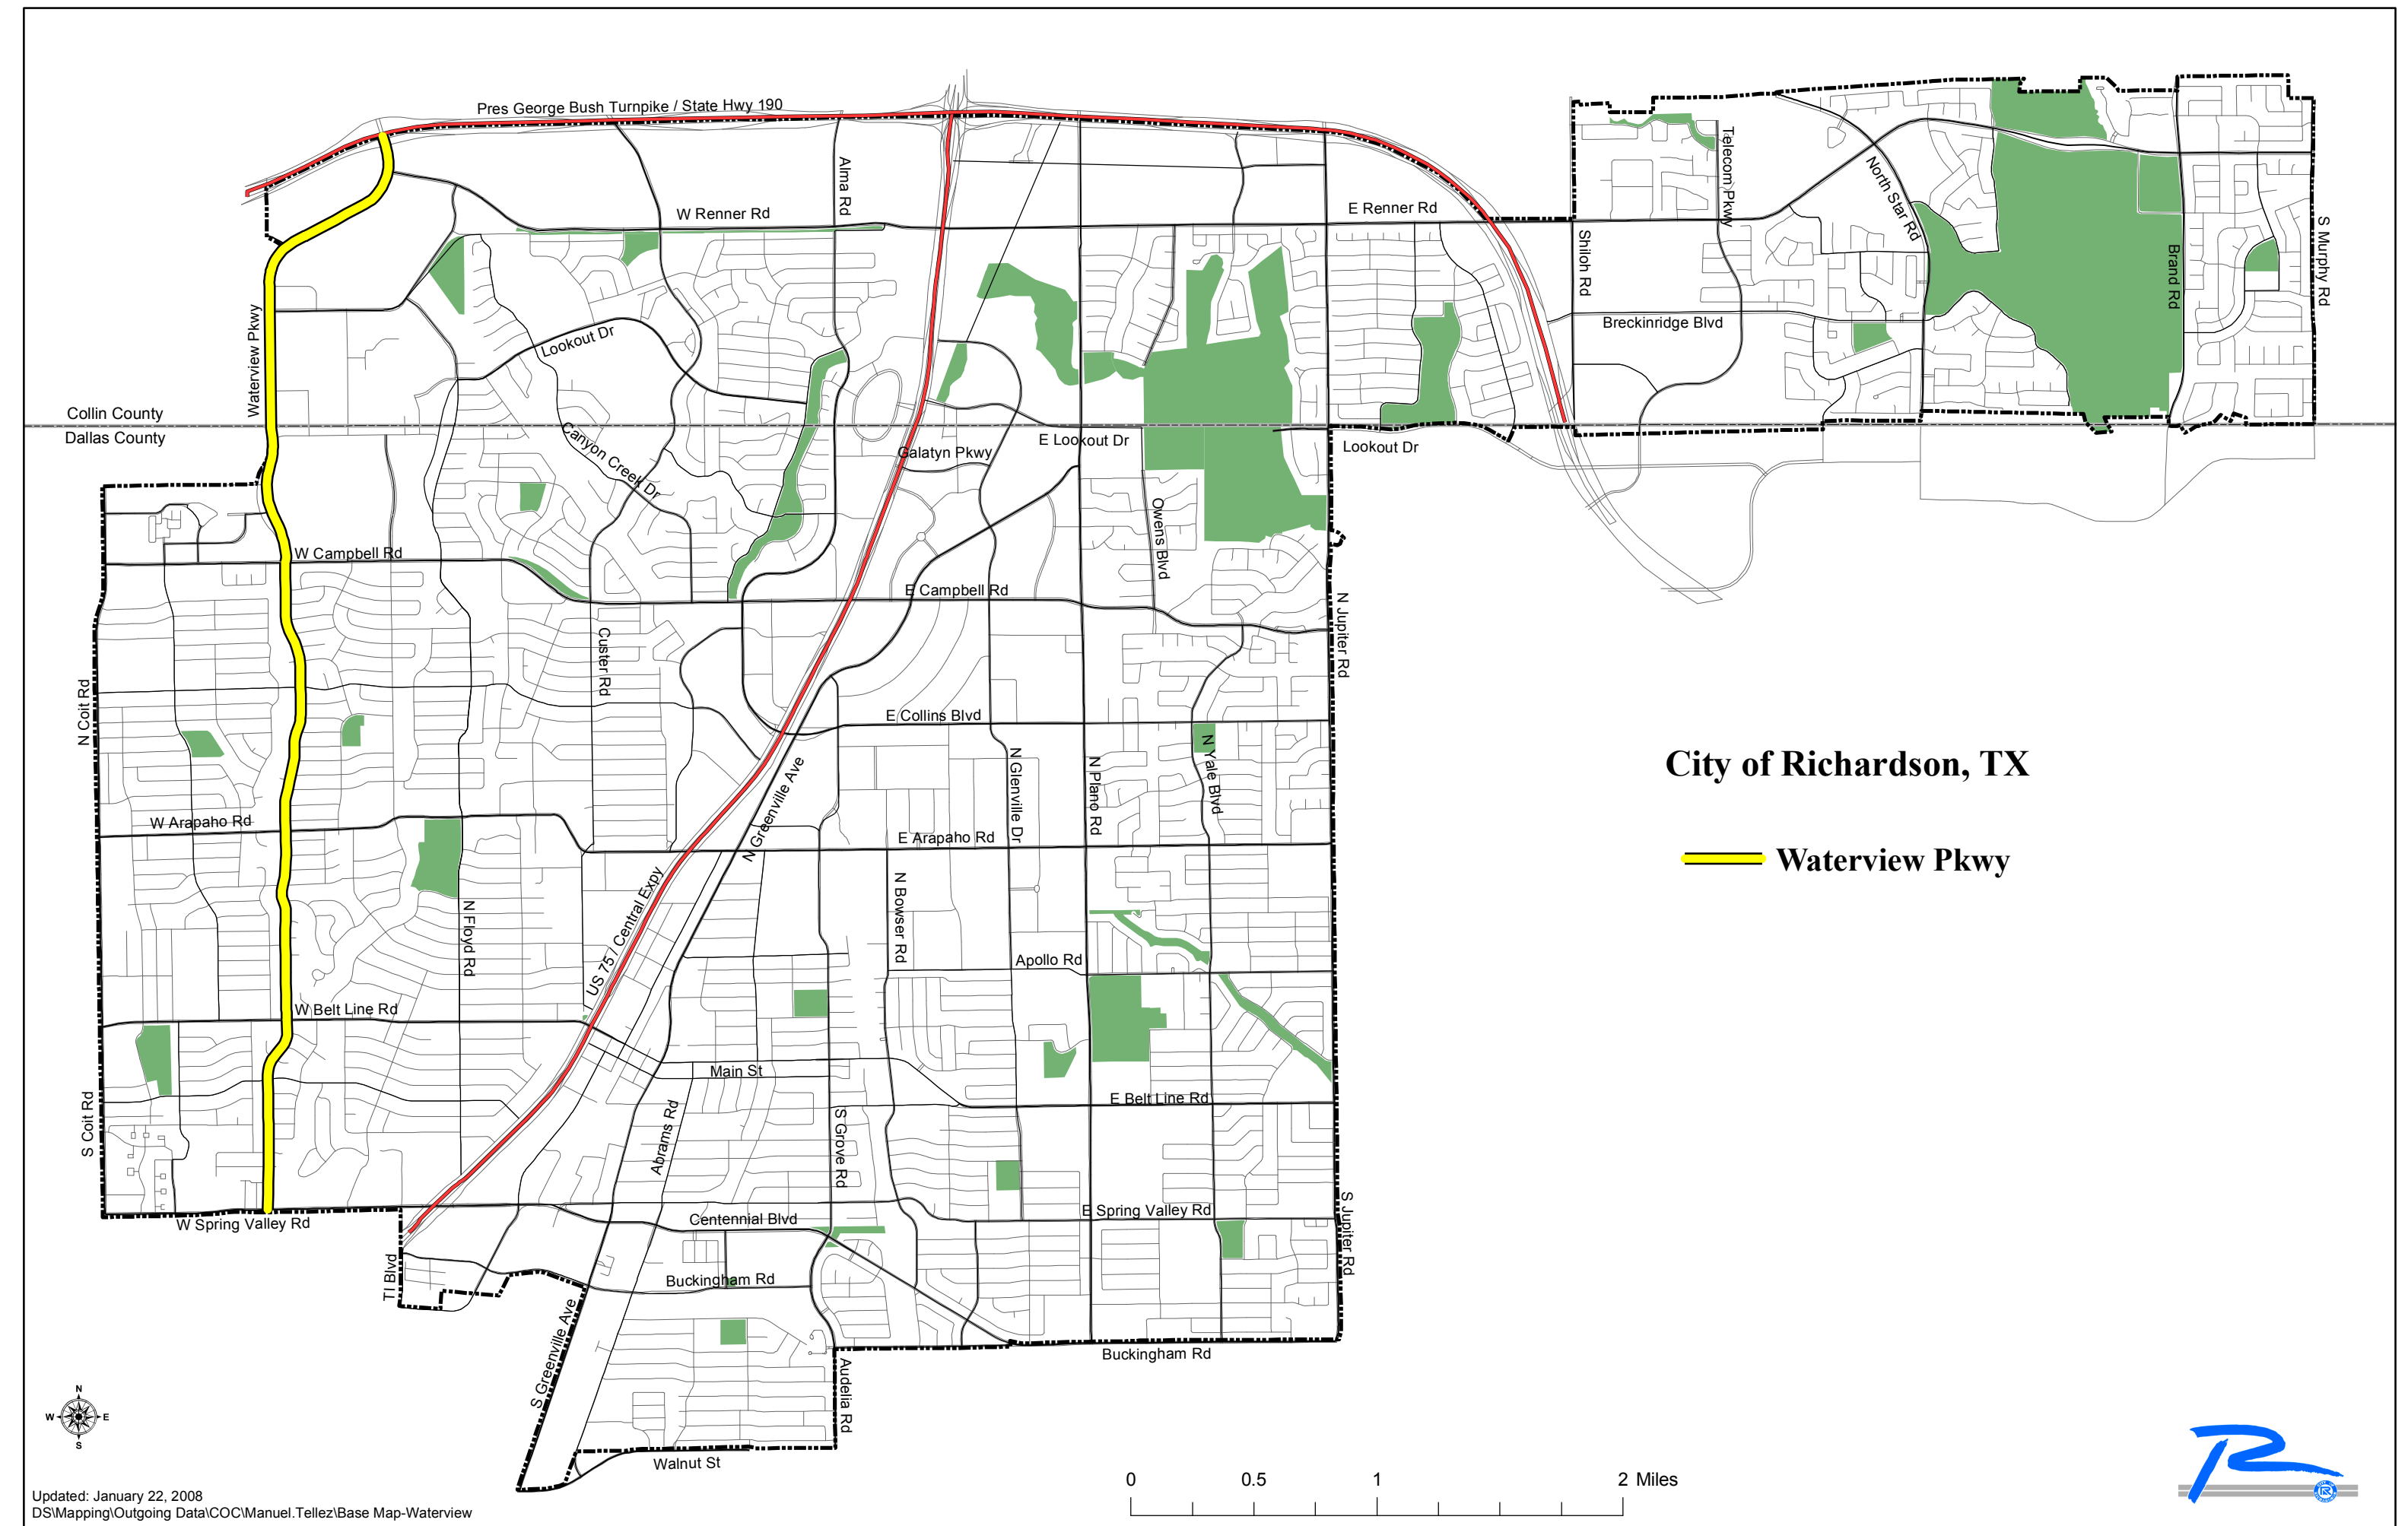 Pres George Bush Turnpike / State Hwy 190
Telecom Pkwy
Alma Rd
North Star Rd
W Renner Rd
E Renner Rd
Shiloh Rd
Brand Rd
S Murphy Rd
Waterview Pkwy
Lookout Dr
Breckinridge Blvd
Collin County
Dallas County
Canyon Creek Dr
Galatyn Pkwy
E Lookout Dr
Lookout Dr
Owens Blvd
W Campbell Rd
E Campbell Rd
N Jupiter Rd
Custer Rd
N Coit Rd
E Collins Blvd
N Greenville Ave
N Glenville Dr
N Plano Rd
N Yale Blvd
City of Richardson, TX
Waterview Pkwy
W Arapaho Rd
E Arapaho Rd
N Floyd Rd
US 75 / Central Expy
N Bowser Rd
Apollo Rd
W Belt Line Rd
Main St
E Belt Line Rd
S Coit Rd
Abrams Rd
S Grove Rd
W Spring Valley Rd
Centennial Blvd
E Spring Valley Rd
S Jupiter Rd
TI Blvd
Buckingham Rd
S Greenville Ave
Buckingham Rd
Audelia Rd
Walnut St
N
W E
S
0 0.5 1 2 Miles
Updated: January 22, 2008
DS\Mapping\Outgoing Data\COC\Manuel.Tellez\Base Map-Waterview